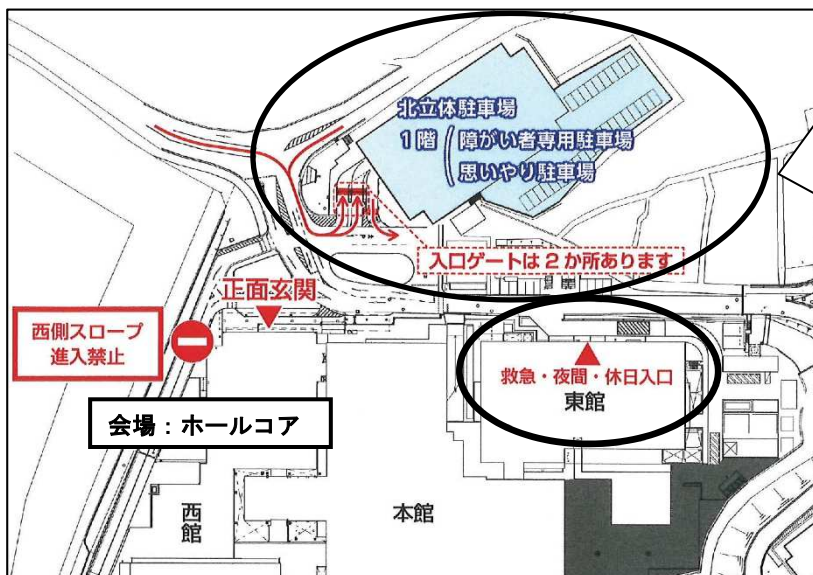 北立体駐車場
1階 ( 障がい者専用駐車場
思いやり駐車場
入口ゲートは2か所あります
正面玄関
西側スロープ
進入禁止
救急・夜間・休日入口
東館
会場：ホールコア
西館
本館